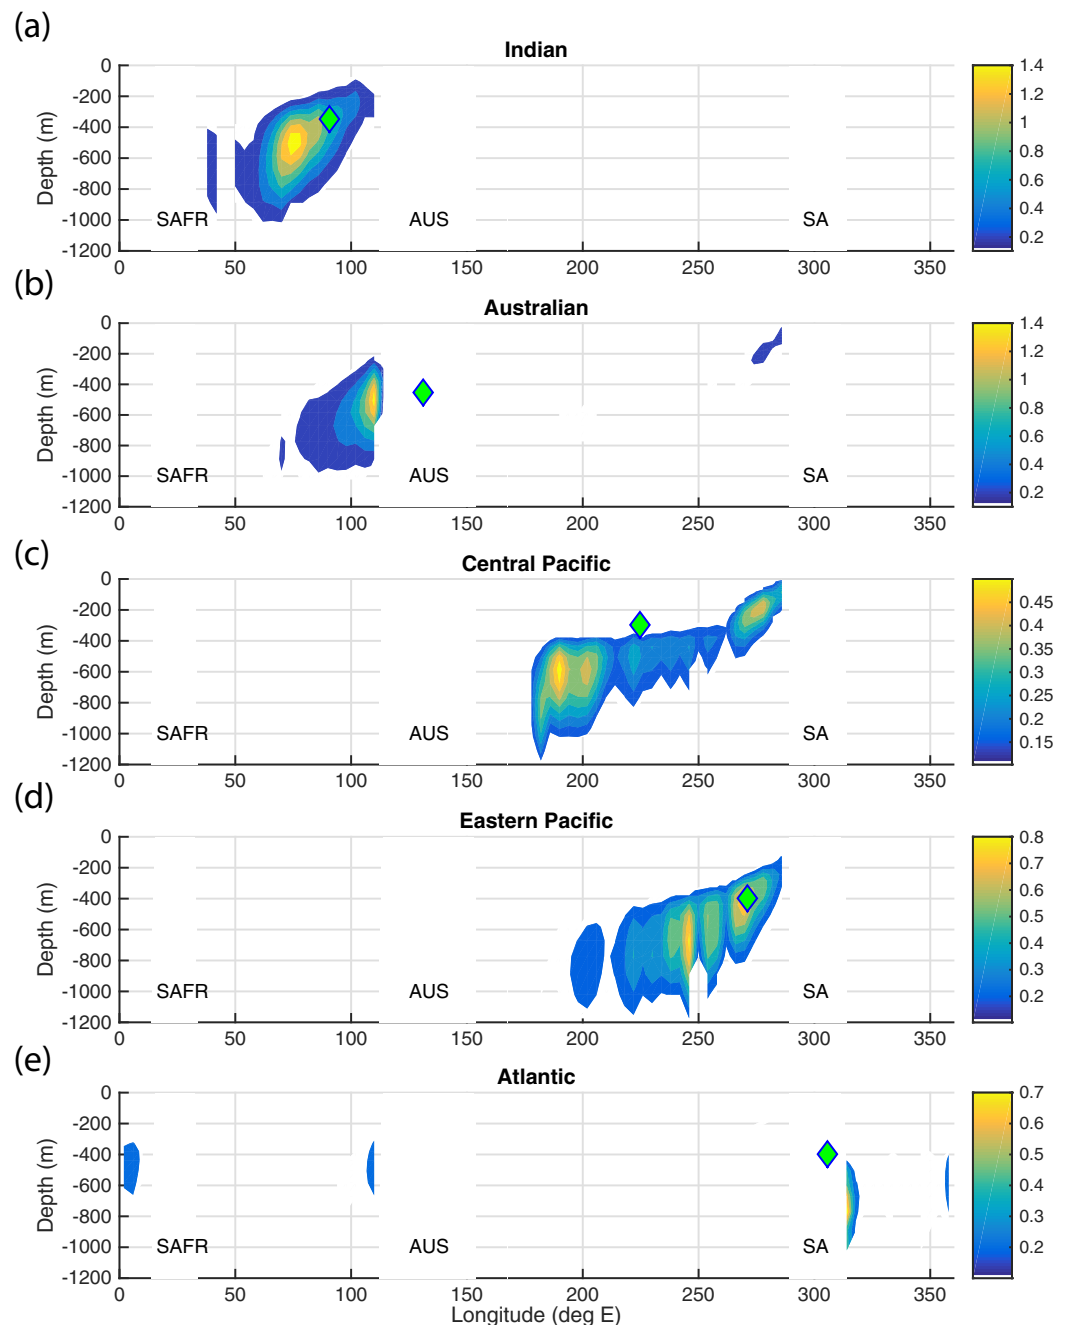 (a)
Indian
0
-200
-400
-600
-800
-1000
-1200
Depth (m)
SAFR AUS SA
0 50 100 150 200 250 300 350
1.4
1.2
1
0.8
0.6
0.4
0.2
(b)
Australian
0
-200
-400
-600
-800
-1000
-1200
Depth (m)
SAFR AUS SA
0 50 100 150 200 250 300 350
1.4
1.2
1
0.8
0.6
0.4
0.2
(c)
Central Pacific
0
-200
-400
-600
-800
-1000
-1200
Depth (m)
SAFR AUS SA
0 50 100 150 200 250 300 350
0.45
0.4
0.35
0.3
0.25
0.2
0.15
(d)
Eastern Pacific
0
-200
-400
-600
-800
-1000
-1200
Depth (m)
SAFR AUS SA
0 50 100 150 200 250 300 350
0.8
0.7
0.6
0.5
0.4
0.3
0.2
(e)
Atlantic
0
-200
-400
-600
-800
-1000
-1200
Depth (m)
SAFR AUS SA
0 50 100 150 200 250 300 350
0.7
0.6
0.5
0.4
0.3
0.2
Longitude (deg E)